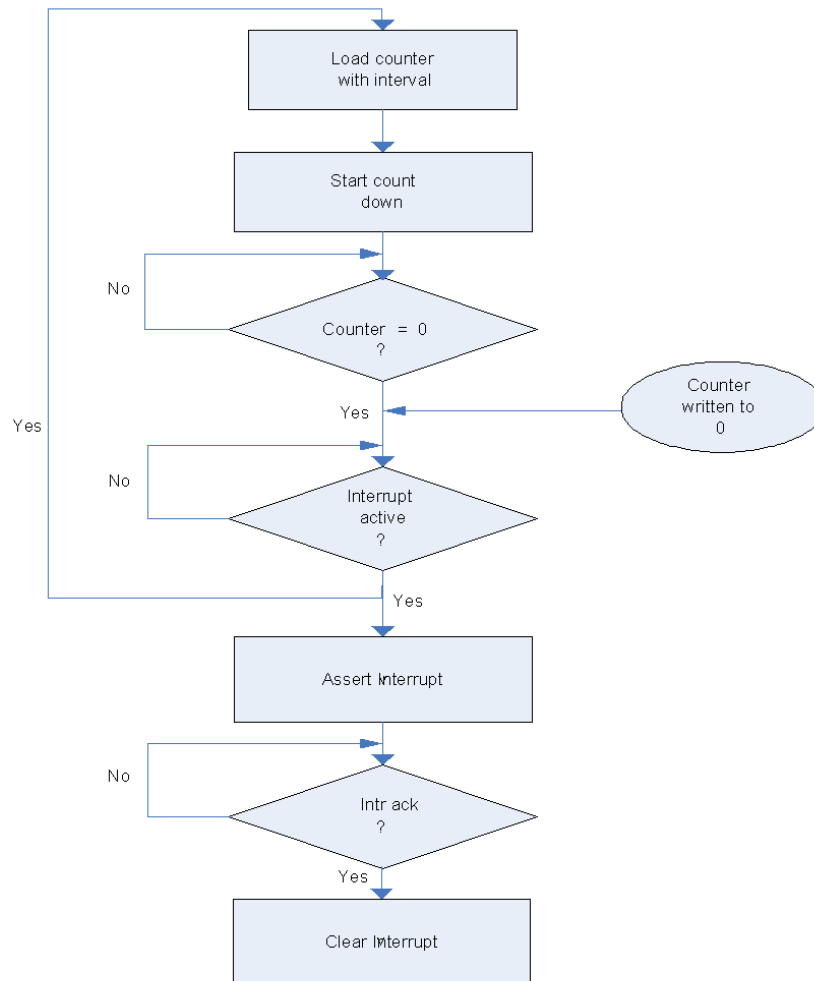 Load counter
with interval
Start count
down
No
Counter = 0
?
Counter
written to
0
Yes
Yes
No
Interrupt
active
?
Yes
Assert Interrupt
No
Intr ack
?
Yes
Clear Interrupt